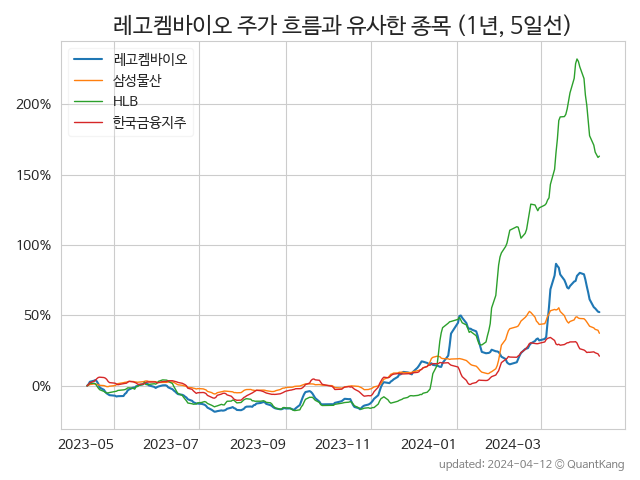 레고켐바이오 주가 흐름과 유사한 종목 (1년, 5일선)
레고켐바이오
삼성물산
HLB
한국금융지주
200%
150%
100%
50%
0%
2023-05 2023-07 2023-09 2023-11 2024-01 2024-03
updated: 2024-04-12 © QuantKang